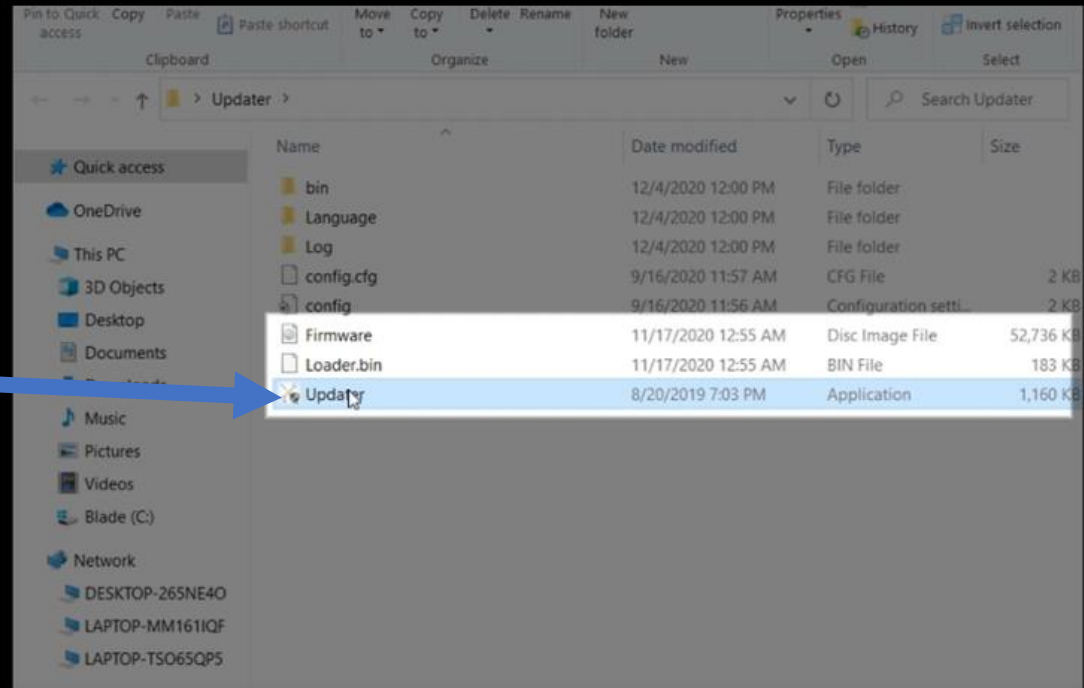 Pin to Quick access
Copy
Paste
Paste shortcut
Move to
Copy to
Delete
Rename
New folder
Properties
History
Invert selection
Clipboard
Organize
New
Open
Select
Updater
Search Updater
Name
Date modified
Type
Size
Quick access
OneDrive
This PC
3D Objects
Desktop
Documents
Music
Pictures
Videos
Blade (C:)
Network
DESKTOP-265NE4O
LAPTOP-MM161IQF
LAPTOP-TSO65QP5
bin 12/4/2020 12:00 PM File folder
Language 12/4/2020 12:00 PM File folder
Log 12/4/2020 12:00 PM File folder
config.cfg 9/16/2020 11:57 AM CFG File 2 KB
config 9/16/2020 11:56 AM Configuration setti... 2 KB
Firmware 11/17/2020 12:55 AM Disc Image File 52,736 KB
Loader.bin 11/17/2020 12:55 AM BIN File 183 KB
Updater 8/20/2019 7:03 PM Application 1,160 KB